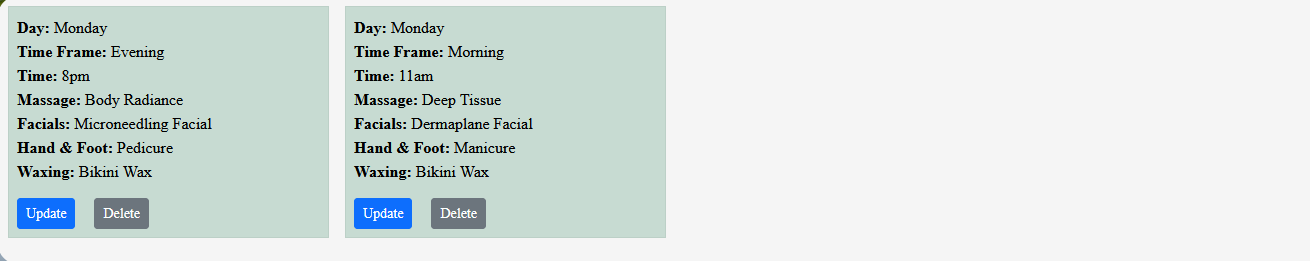 Day: Monday
Time Frame: Evening
Time: 8pm
Massage: Body Radiance
Facials: Microneedling Facial
Hand & Foot: Pedicure
Waxing: Bikini Wax
Update Delete
Day: Monday
Time Frame: Morning
Time: 11am
Massage: Deep Tissue
Facials: Dermaplane Facial
Hand & Foot: Manicure
Waxing: Bikini Wax
Update Delete